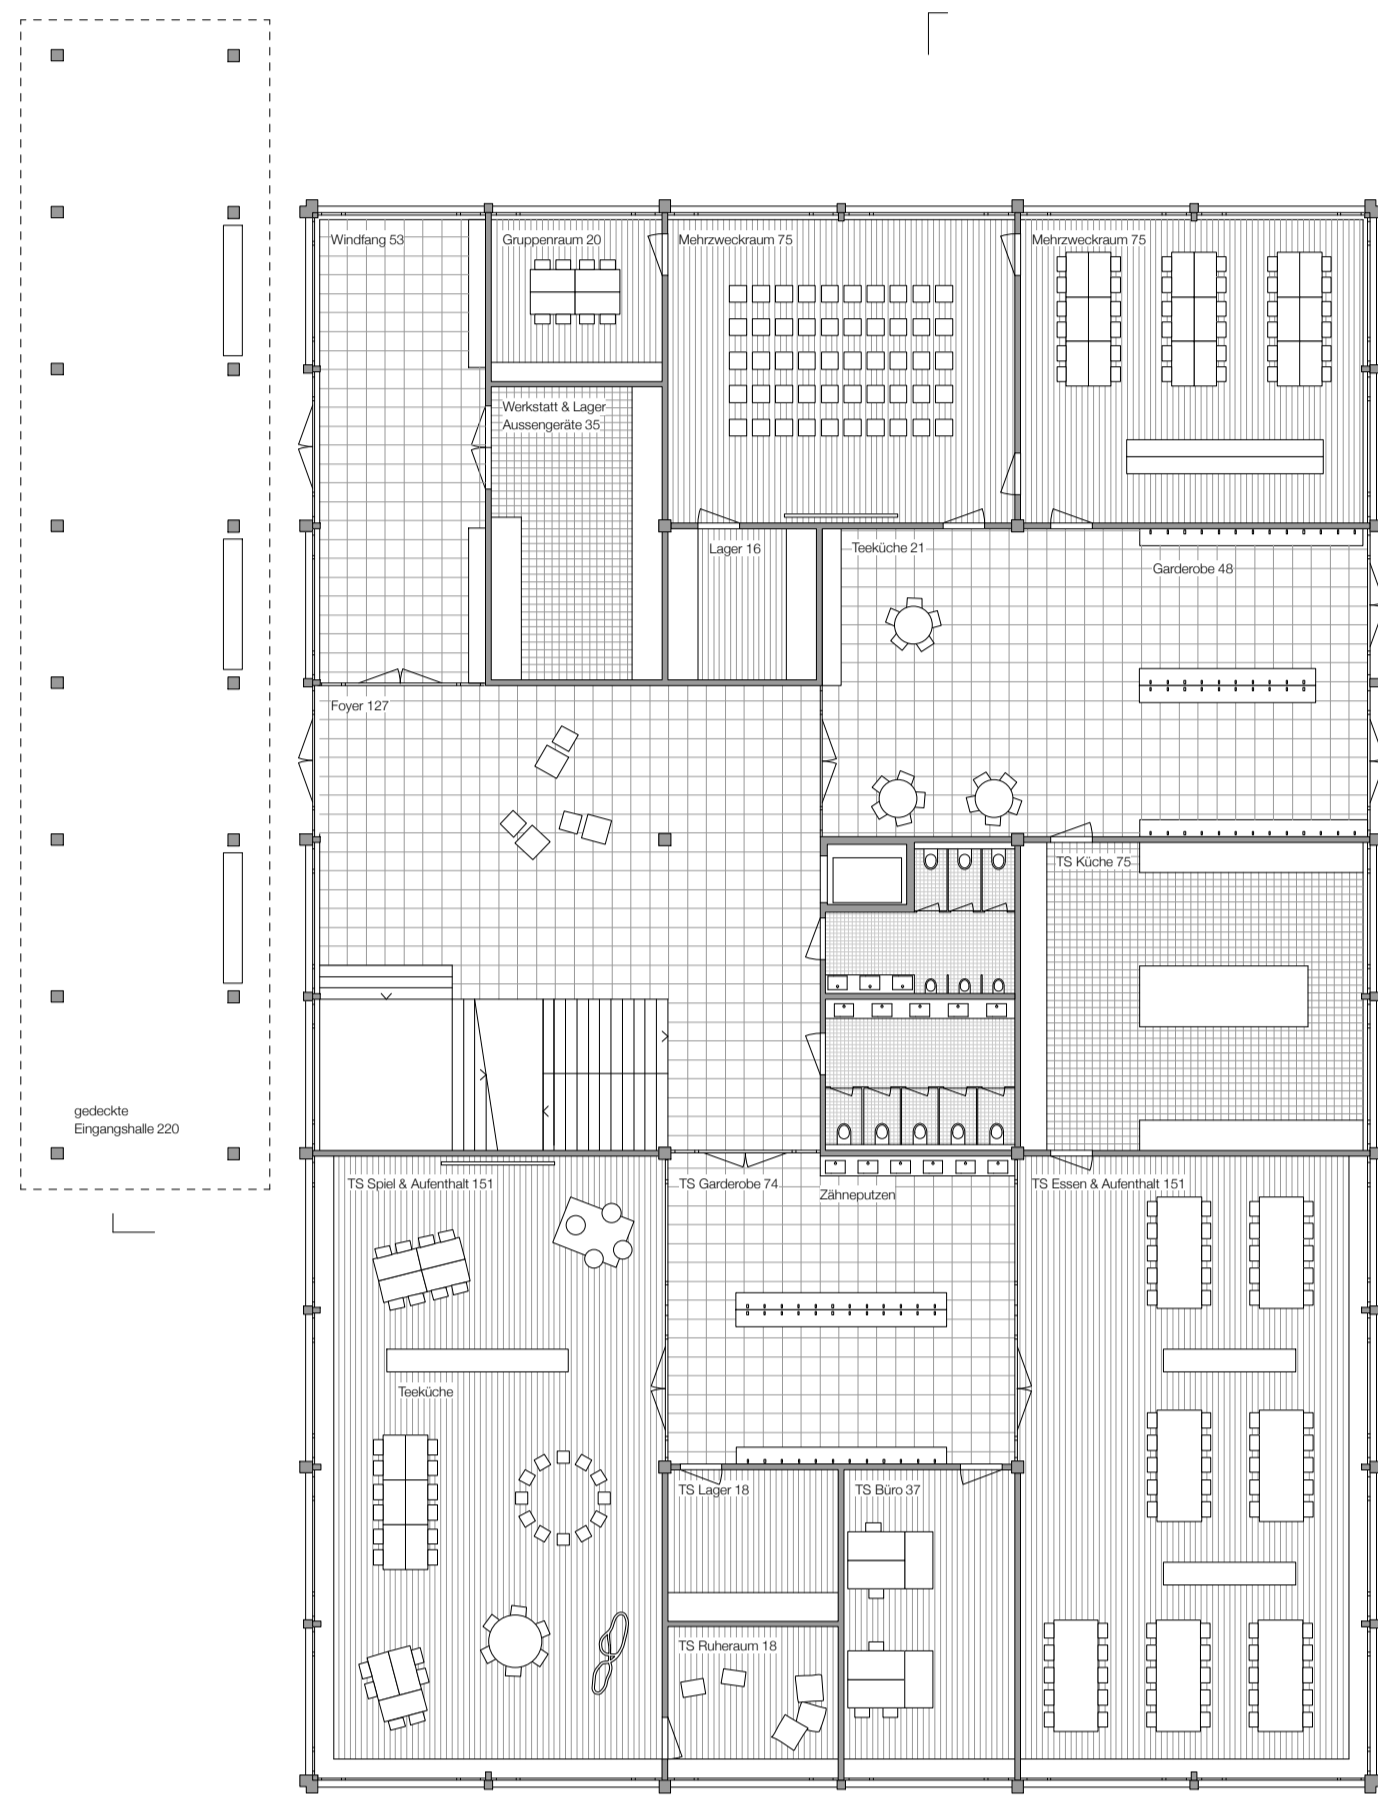 Windfang 53
Gruppenraum 20
Mehrzweckraum 75
Mehrzweckraum 75
Werkstatt & Lager
Aussengeräte 35
Lager 16
Teeküche 21
Garderobe 48
Foyer 127
TS Küche 75
gedeckte
Eingangshalle 220
TS Spiel & Aufenthalt 151
TS Garderobe 74
Zähneputzen
TS Essen & Aufenthalt 151
Teeküche
TS Lager 18
TS Büro 37
TS Ruheraum 18